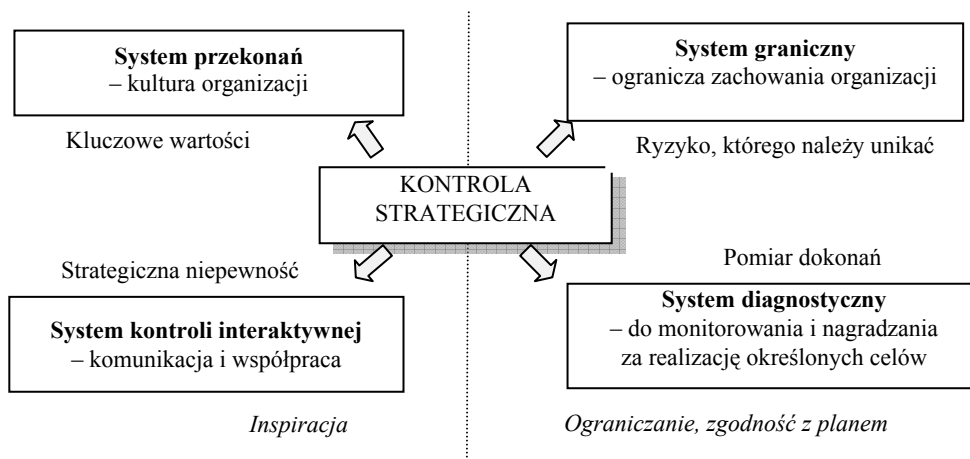 System przekonań
– kultura organizacji
System graniczny
– ogranicza zachowania organizacji
Kluczowe wartości
Ryzyko, którego należy unikać
KONTROLA
STRATEGICZNA
Strategiczna niepewność
Pomiar dokonań
System kontroli interaktywnej
– komunikacja i współpraca
System diagnostyczny
– do monitorowania i nagradzania
za realizację określonych celów
Inspiracja
Ograniczanie, zgodność z planem